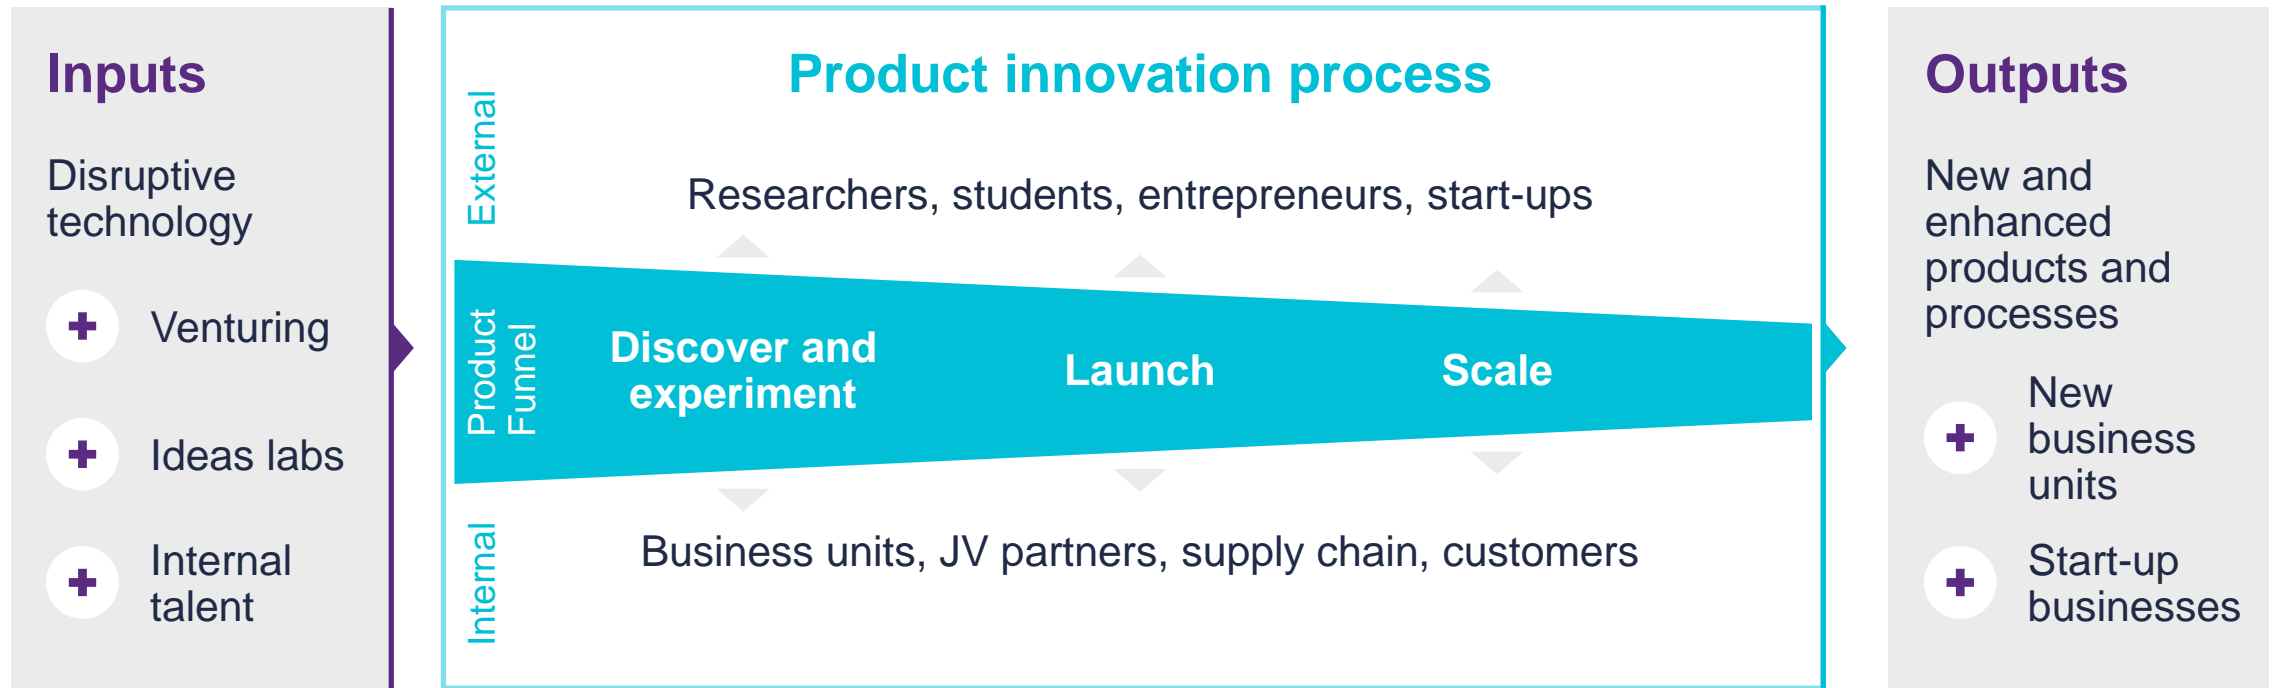 Inputs
Disruptive
technology
Venturing
Ideas labs
Internal
talent
Product innovation process
External
Researchers, students, entrepreneurs, start-ups
Product
Funnel
Discover and
experiment
Launch
Scale
Internal
Business units, JV partners, supply chain, customers
Outputs
New and
enhanced
products and
processes
New
business
units
Start-up
businesses